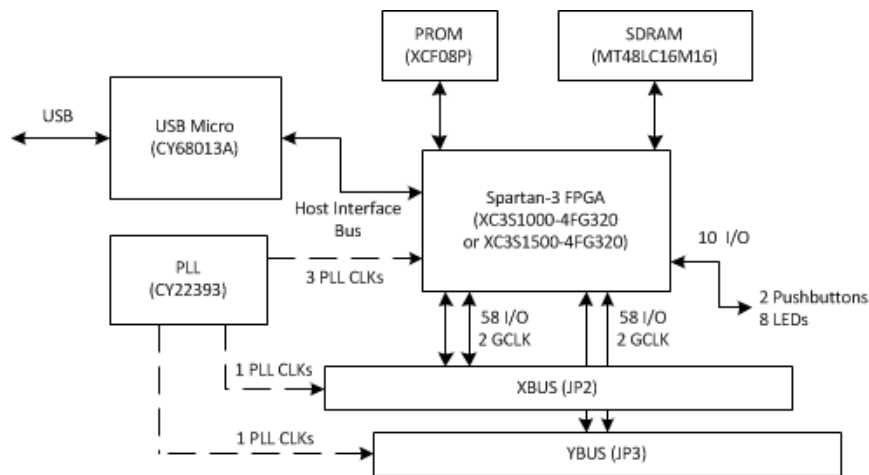 PROM
(XCF08P)
SDRAM
(MT48LC16M16)
USB
USB Micro
(CY68013A)
Host Interface
Bus
Spartan-3 FPGA
(XC3S1000-4FG320
or XC3S1500-4FG320)
10 I/O
PLL
(CY22393)
3 PLL CLKs
2 Pushbuttons
8 LEDs
58 I/O
2 GCLK
58 I/O
2 GCLK
1 PLL CLKs
XBUS (JP2)
1 PLL CLKs
YBUS (JP3)